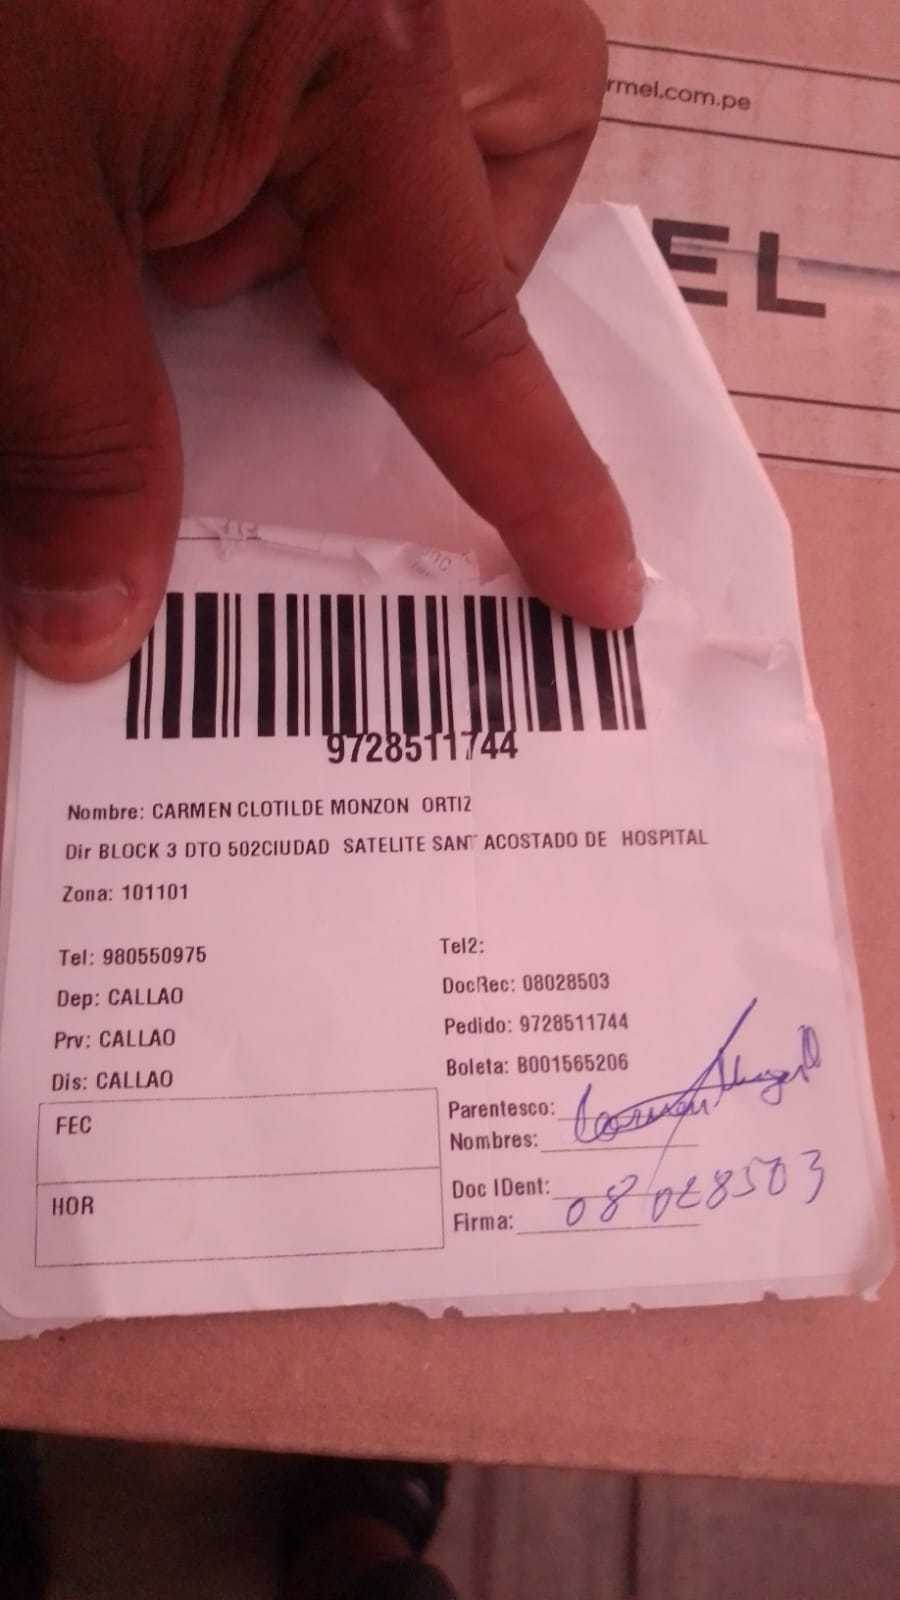 rmel.com.pe
EL
9728511744
Nombre: CARMEN CLOTILDE MONZON ORTIZ
Dir BLOCK 3 DTO 502CIUDAD SATELITE SANT ACOSTADO DE HOSPITAL
Zona: 101101
Tel: 980550975
Tel2:
Dep: CALLAO
DocRec: 08028503
Prv: CALLAO
Pedido: 9728511744
Dis: CALLAO
Boleta: B001565206
FEC
Parentesco:
Nombres: Carmen
HOR
Doc IDent:
Firma: 08028503